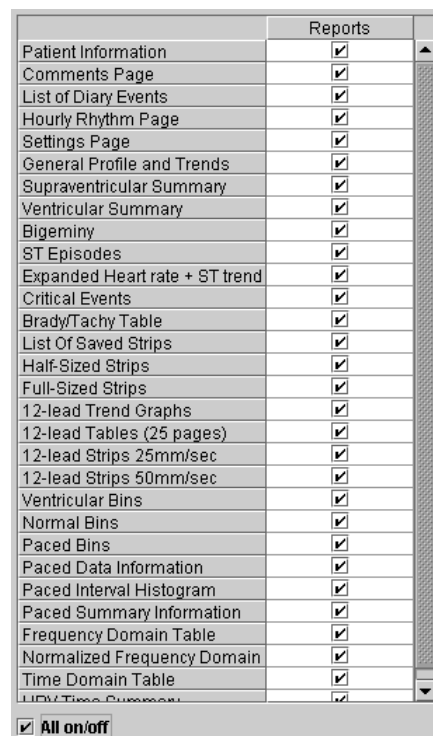 Reports
Patient Information
Comments Page
List of Diary Events
Hourly Rhythm Page
Settings Page
General Profile and Trends
Supraventricular Summary
Ventricular Summary
Bigeminy
ST Episodes
Expanded Heart rate + ST trend
Critical Events
Brady/Tachy Table
List Of Saved Strips
Half-Sized Strips
Full-Sized Strips
12-lead Trend Graphs
12-lead Tables (25 pages)
12-lead Strips 25mm/sec
12-lead Strips 50mm/sec
Ventricular Bins
Normal Bins
Paced Bins
Paced Data Information
Paced Interval Histogram
Paced Summary Information
Frequency Domain Table
Normalized Frequency Domain
Time Domain Table
HRV Time Summary
All on/off